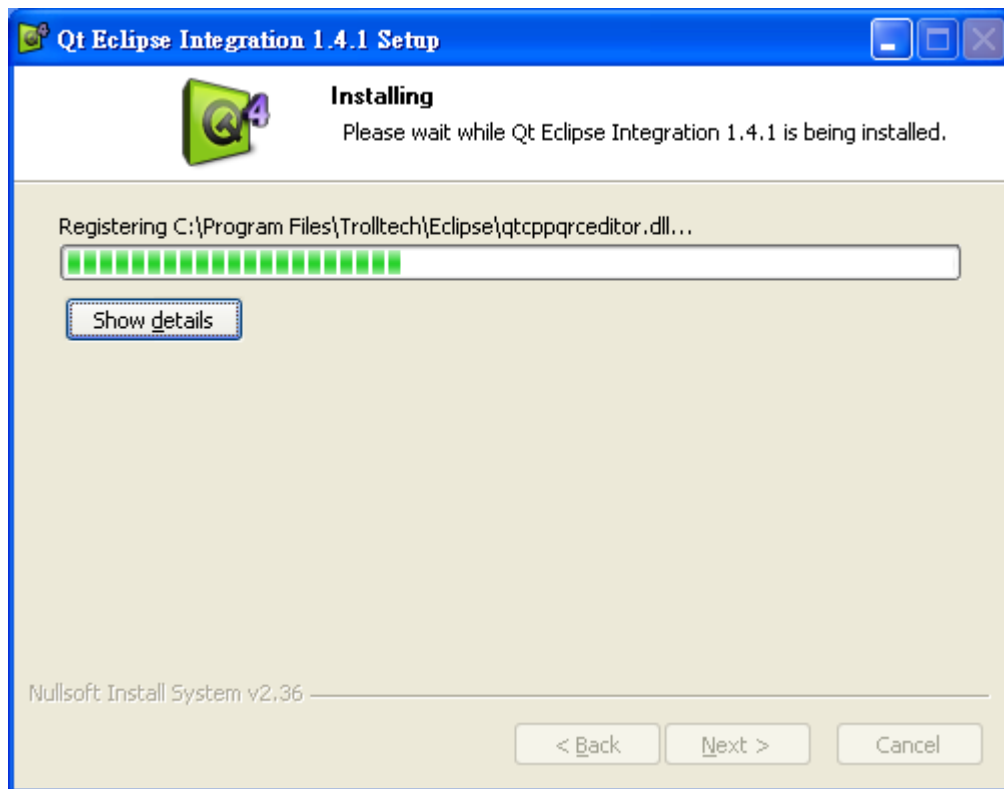 Qt Eclipse Integration 1.4.1 Setup
4
Installing
Please wait while Qt Eclipse Integration 1.4.1 is being installed.
Registering C:\Program Files\Trolltech\Eclipse\qtcppqrceditor.dll...
Show details
Nullsoft Install System v2.36
< Back
Next >
Cancel